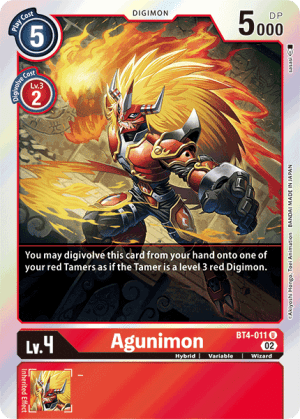 Play Cost
5
DIGIMON
DP
5000
Digivolve Cost
Lv.3
2
sasasi
You may digivolve this card from your hand onto one of
your red Tamers as if the Tamer is a level 3 red Digimon.
©Akiyoshi Hongo, Toei Animation BANDAI MADE IN JAPAN
Lv.4
Agunimon
BT4-011 U
02
Hybrid | Variable | Wizard
Inherited Effect
-